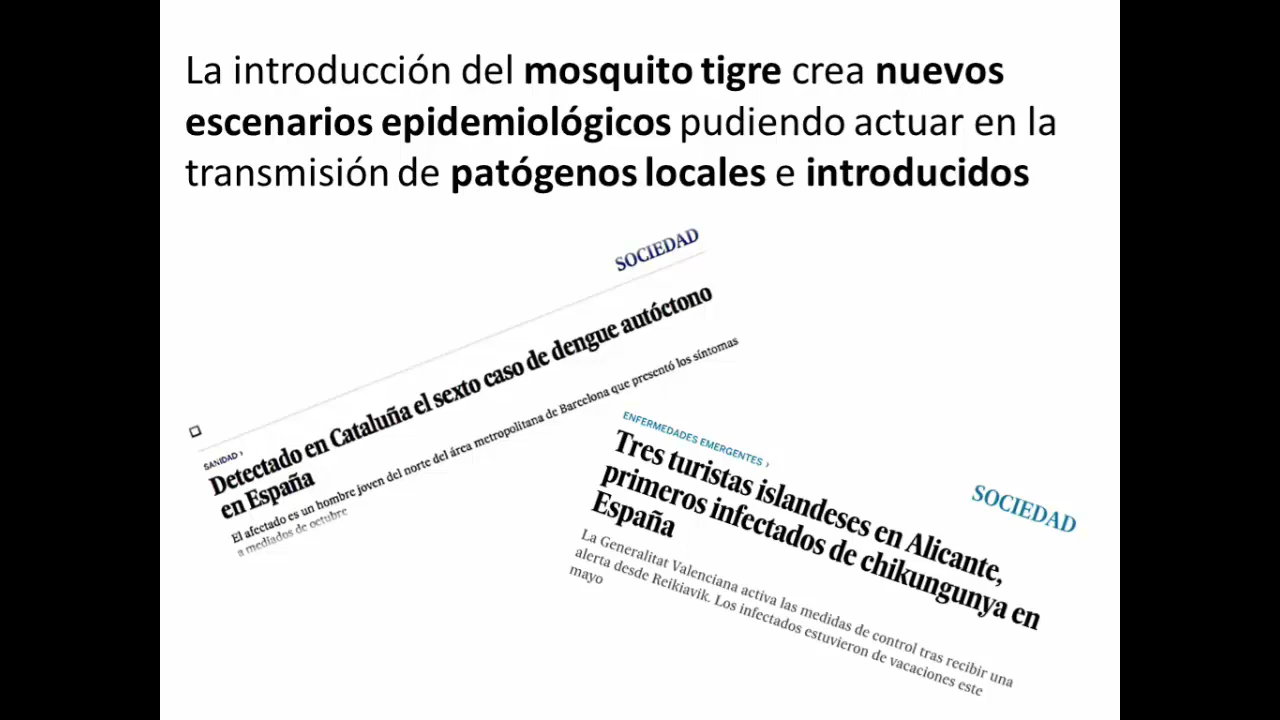 La introducción del mosquito tigre crea nuevos
escenarios epidemiológicos pudiendo actuar en la
transmisión de patógenos locales e introducidos
SOCIEDAD
SANIDAD ›
Detectado en Cataluña el sexto caso de dengue autóctono
en España
El afectado es un hombre joven del norte del área metropolitana de Barcelona que presentó los síntomas
a mediados de octubre
ENFERMEDADES EMERGENTES ›
SOCIEDAD
Tres turistas islandeses en Alicante,
primeros infectados de chikungunya en
España
La Generalitat Valenciana activa las medidas de control tras recibir una
alerta desde Reikiavik. Los infectados estuvieron de vacaciones este
mayo